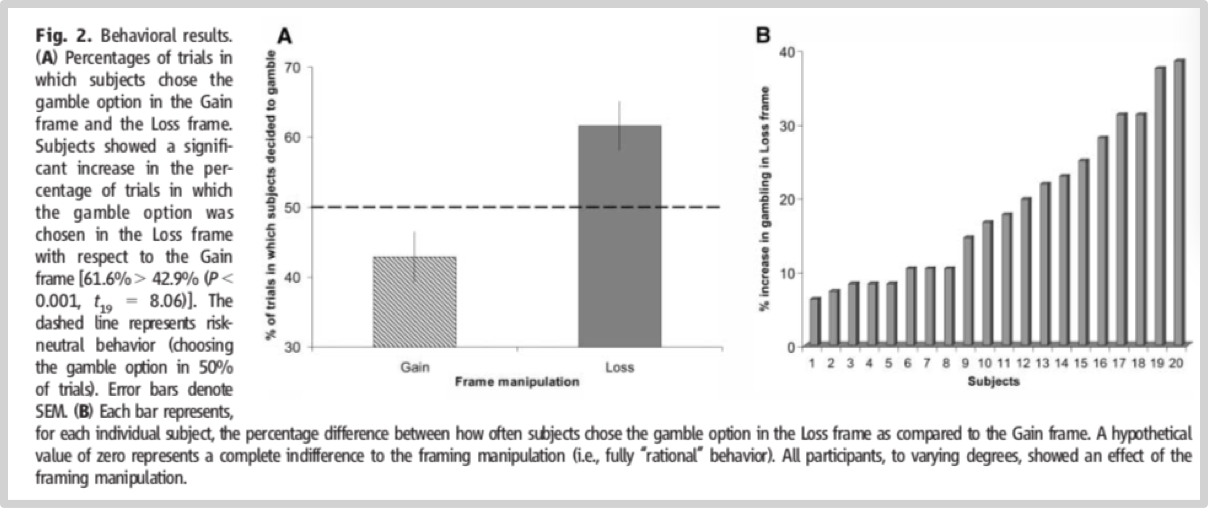 Fig. 2. Behavioral results.
(A) Percentages of trials in
which subjects chose the
gamble option in the Gain
frame and the Loss frame.
Subjects showed a signifi-
cant increase in the per-
centage of trials in which
the gamble option was
chosen in the Loss frame
with respect to the Gain
frame [61.6% > 42.9% (P <
0.001, t19 = 8.06)]. The
dashed line represents risk-
neutral behavior (choosing
the gamble option in 50%
of trials). Error bars denote
SEM. (B) Each bar represents,
for each individual subject, the percentage difference between how often subjects chose the gamble option in the Loss frame as compared to the Gain frame. A hypothetical
value of zero represents a complete indifference to the framing manipulation (i.e., fully "rational" behavior). All participants, to varying degrees, showed an effect of the
framing manipulation.
A
% of trials in which subjects decided to gamble
70
60
50
40
30
Gain Loss
Frame manipulation
B
% increase in gambling in Loss frame
40
30
20
10
0
1 2 3 4 5 6 7 8 9 10 11 12 13 14 15 16 17 18 19 20
Subjects